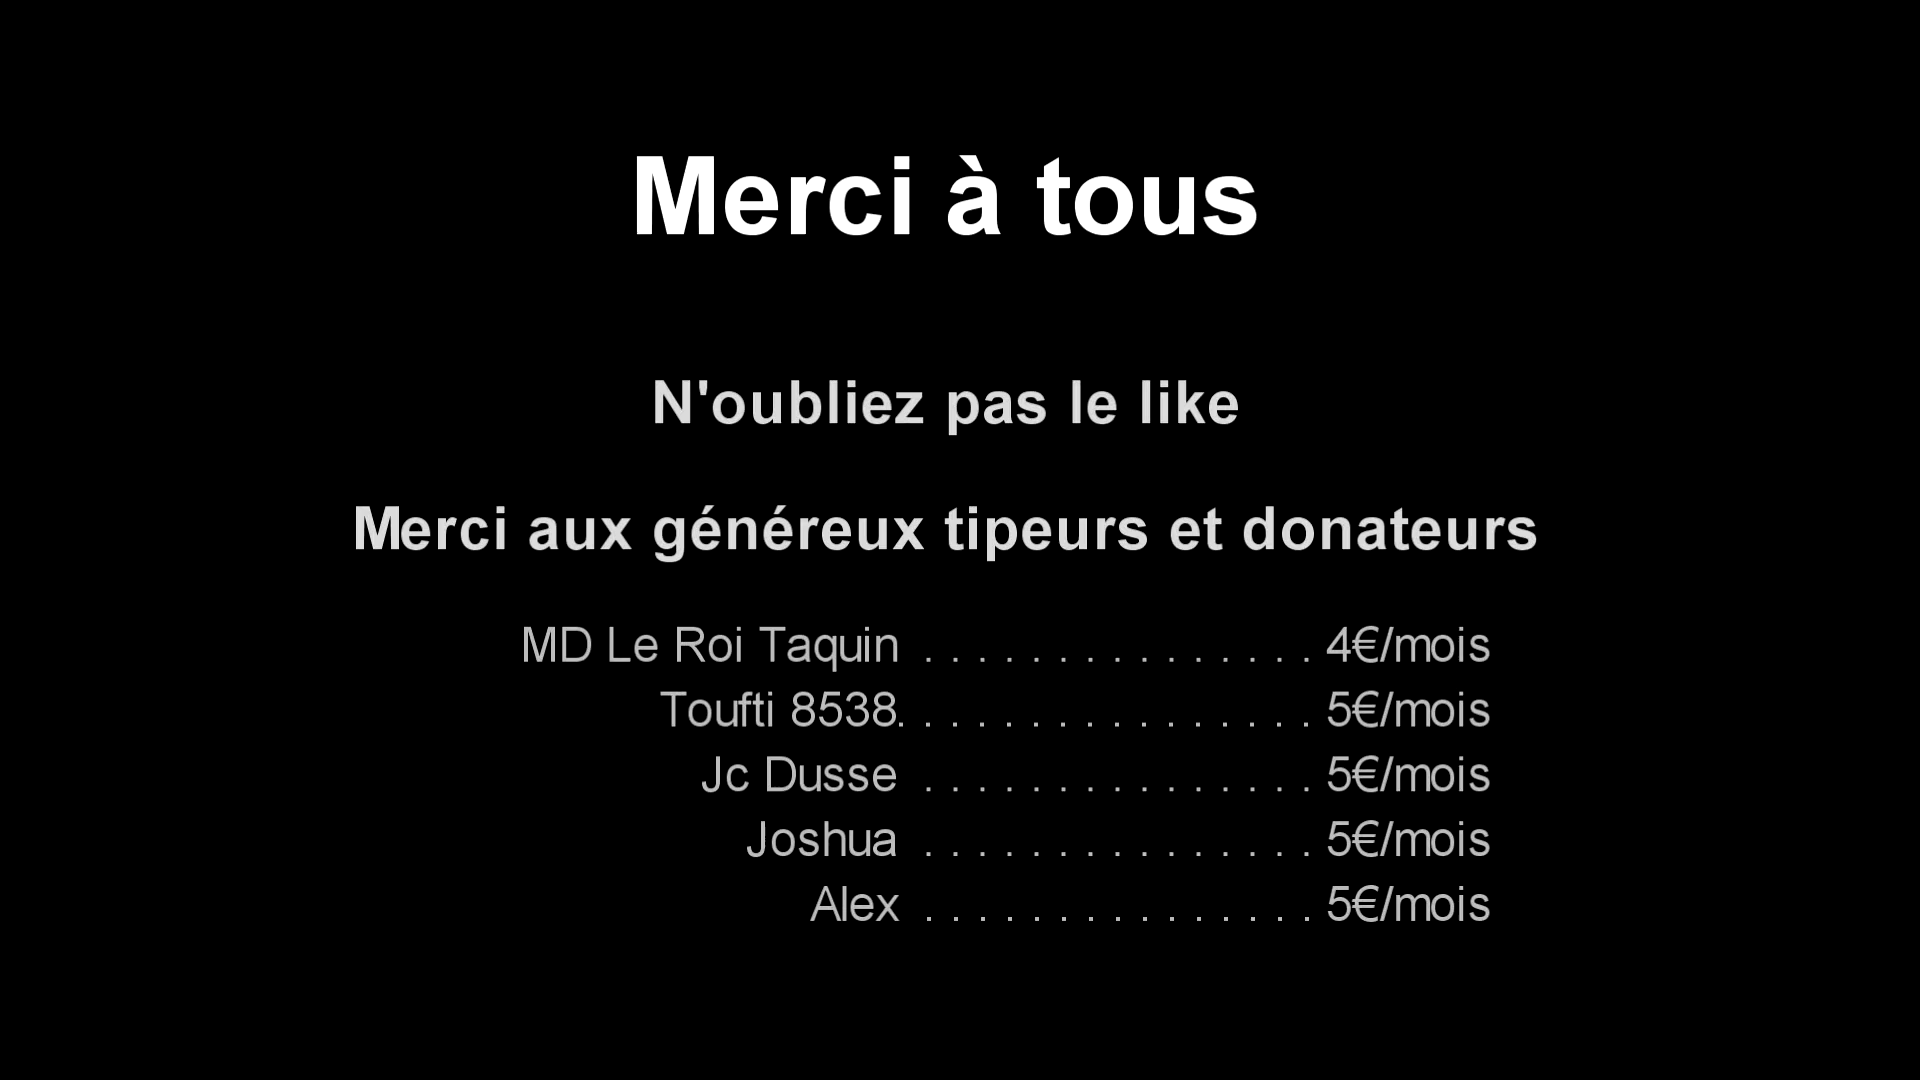 Merci à tous
N'oubliez pas le like
Merci aux généreux tipeurs et donateurs
MD Le Roi Taquin . . . . . . . . . . . . . . . 4€/mois
Toufti 8538. . . . . . . . . . . . . . . . 5€/mois
Jc Dusse . . . . . . . . . . . . . . . 5€/mois
Joshua . . . . . . . . . . . . . . . 5€/mois
Alex . . . . . . . . . . . . . . . 5€/mois